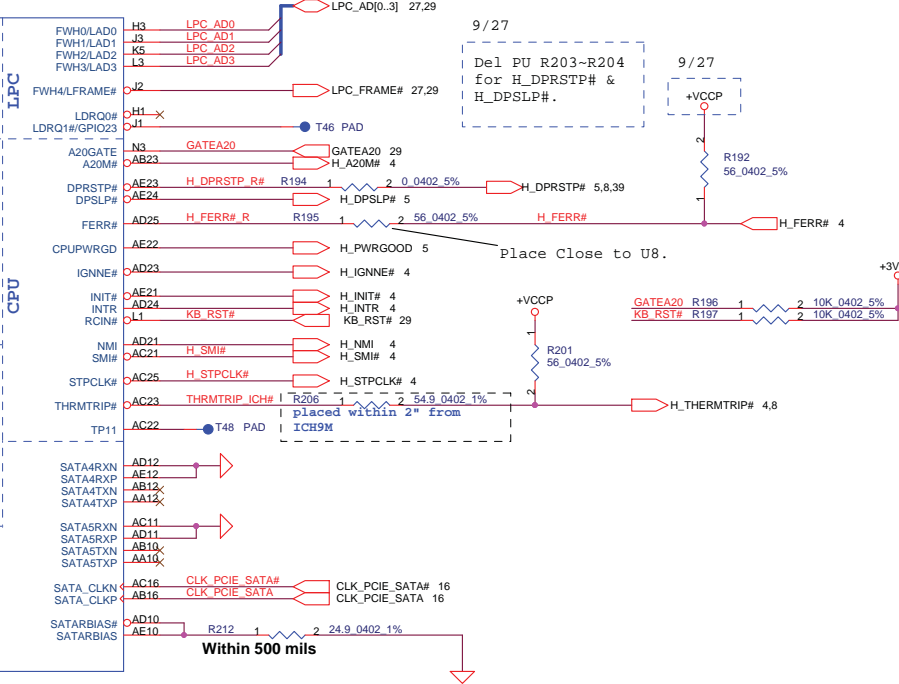 LPC_AD[0..3] 27,29
FWH0/LAD0 H3 LPC_AD0
FWH1/LAD1 J3 LPC_AD1
FWH2/LAD2 K5 LPC_AD2
FWH3/LAD3 L3 LPC_AD3
LPC
FWH4/LFRAME# J2 LPC_FRAME# 27,29
LDRQ0# H1
LDRQ1#/GPIO23 J1 T46 PAD
9/27
Del PU R203~R204
for H_DPRSTP# &
H_DPSLP#.
9/27
+VCCP
2
R192
56_0402_5%
1
A20GATE N3 GATEA20 GATEA20 29
A20M# AB23 H_A20M# 4
DPRSTP# AE23 H_DPRSTP_R# R194 1 2 0_0402_5% H_DPRSTP# 5,8,39
DPSLP# AE24 H_DPSLP# 5
FERR# AD25 H_FERR#_R R195 1 2 56_0402_5% H_FERR# H_FERR# 4
Place Close to U8.
CPUPWRGD AE22 H_PWRGOOD 5
CPU
IGNNE# AD23 H_IGNNE# 4
INIT# AE21 H_INIT# 4
INTR AD24 H_INTR 4
RCIN# L1 KB_RST# KB_RST# 29
+3V
GATEA20 R196 1 2 10K_0402_5%
KB_RST# R197 1 2 10K_0402_5%
NMI AD21 H_NMI 4
SMI# AC21 H_SMI# H_SMI# 4
STPCLK# AC25 H_STPCLK# H_STPCLK# 4
+VCCP
1
R201
56_0402_5%
2
THRMTRIP# AC23 THRMTRIP_ICH# R206 1 2 54.9_0402_1% H_THERMTRIP# 4,8
placed within 2" from
ICH9M
TP11 AC22 T48 PAD
SATA4RXN AD12
SATA4RXP AE12
SATA4TXN AB12
SATA4TXP AA12
SATA5RXN AC11
SATA5RXP AD11
SATA5TXN AB10
SATA5TXP AA10
SATA_CLKN AC16 CLK_PCIE_SATA# CLK_PCIE_SATA# 16
SATA_CLKP AB16 CLK_PCIE_SATA CLK_PCIE_SATA 16
SATARBIAS# AD10
SATARBIAS AE10 R212 1 2 24.9_0402_1%
Within 500 mils